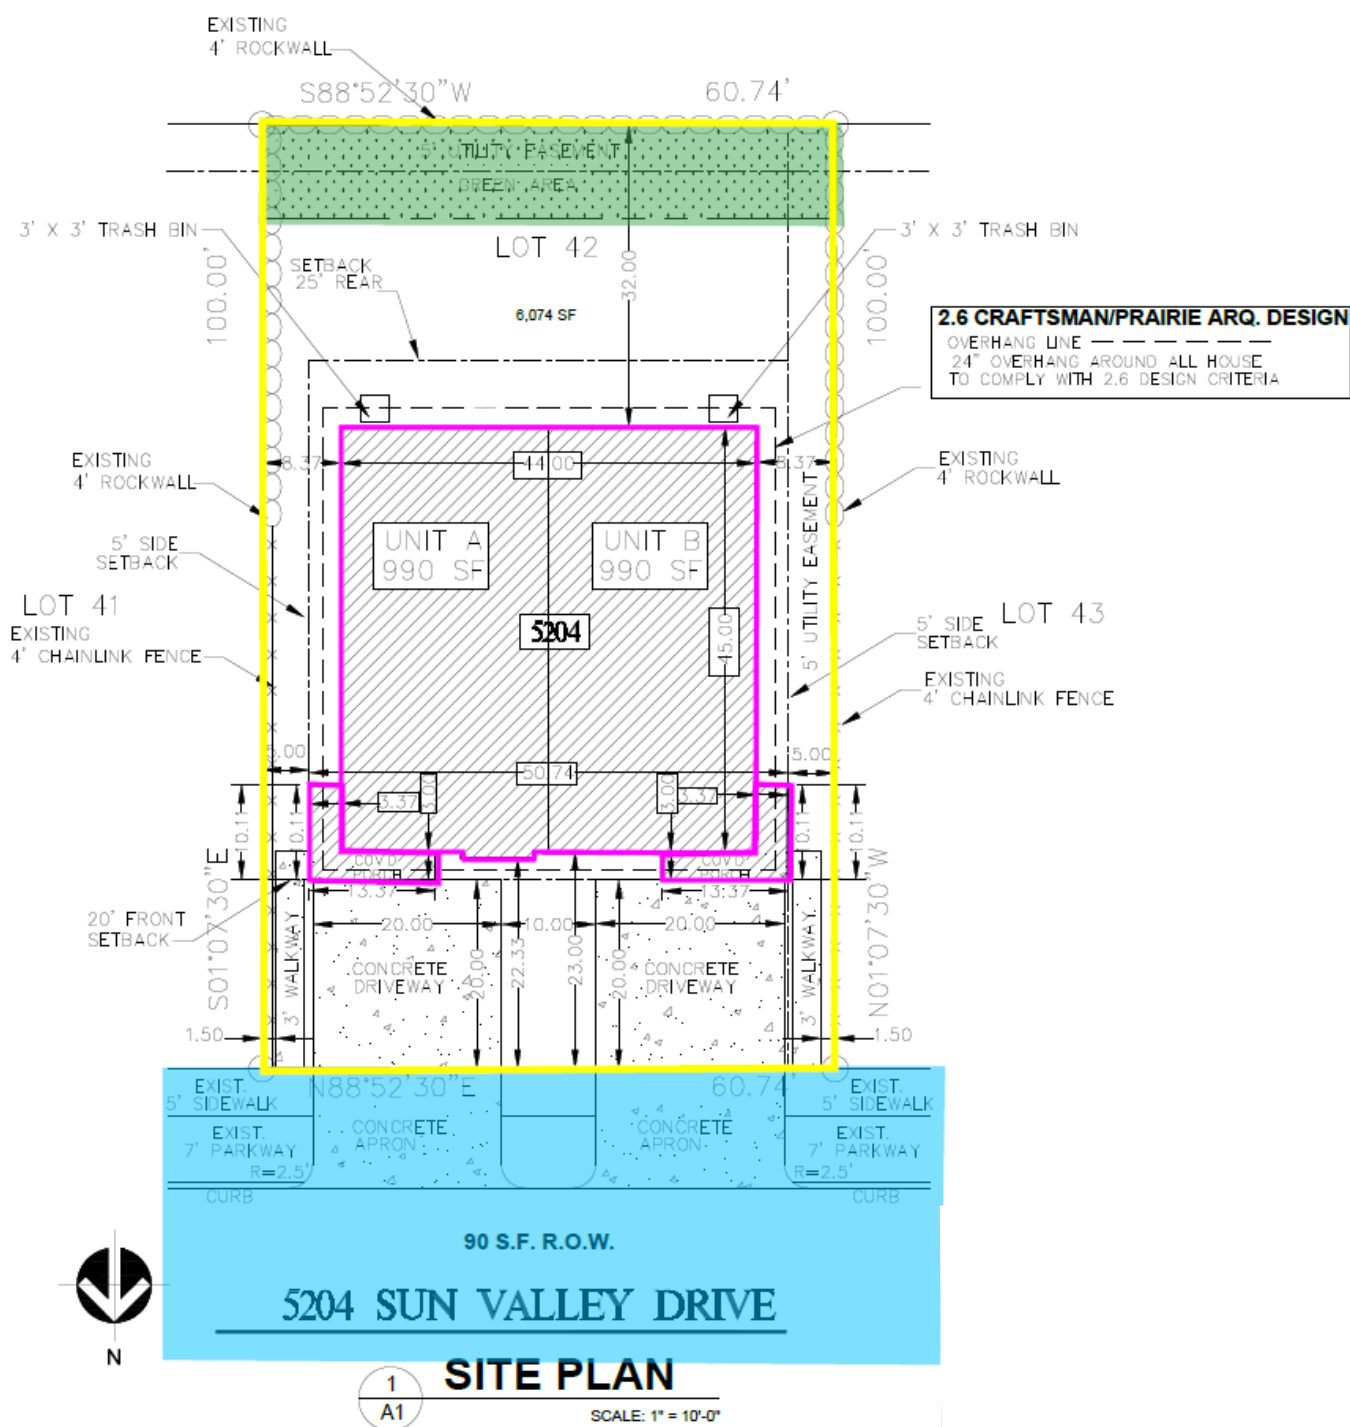 EXISTING
4' ROCKWALL
S88°52'30"W
60.74'
5' UTILITY EASEMENT
GREEN AREA
3' X 3' TRASH BIN
3' X 3' TRASH BIN
LOT 42
SETBACK
25' REAR
100.00'
32.00
100.00'
6,074 SF
2.6 CRAFTSMAN/PRAIRIE ARQ. DESIGN
OVERHANG LINE
24" OVERHANG AROUND ALL HOUSE
TO COMPLY WITH 2.6 DESIGN CRITERIA
EXISTING
4' ROCKWALL
8.37
44.00
8.37
EXISTING
4' ROCKWALL
5' SIDE
SETBACK
UNIT A
990 SF
UNIT B
990 SF
5' UTILITY EASEMENT
LOT 41
EXISTING
4' CHAINLINK FENCE
5204
45.00
5' SIDE
SETBACK
LOT 43
EXISTING
4' CHAINLINK FENCE
5.00
50.74
5.00
3.37
3.00
3.00
3.37
10.11
10.11
10.11
10.11
COV'D
PORCH
COV'D
PORCH
13.37
13.37
S01°07'30"E
N01°07'30"W
20' FRONT
SETBACK
20.00
10.00
20.00
3' WALKWAY
CONCRETE
DRIVEWAY
20.00
22.33
23.00
20.00
CONCRETE
DRIVEWAY
3' WALKWAY
1.50
1.50
N88°52'30"E
60.74'
EXIST.
5' SIDEWALK
EXIST.
5' SIDEWALK
EXIST.
7' PARKWAY
CONCRETE
APRON
CONCRETE
APRON
EXIST.
7' PARKWAY
R=2.5'
R=2.5'
CURB
CURB
90 S.F. R.O.W.
5204 SUN VALLEY DRIVE
N
1
A1
SITE PLAN
SCALE: 1" = 10'-0"